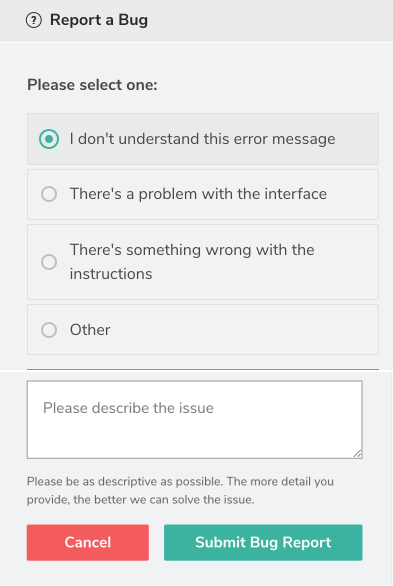 Report a Bug
Please select one:
I don't understand this error message
There's a problem with the interface
There's something wrong with the
instructions
Other
Please describe the issue
Please be as descriptive as possible. The more detail you
provide, the better we can solve the issue.
Cancel
Submit Bug Report